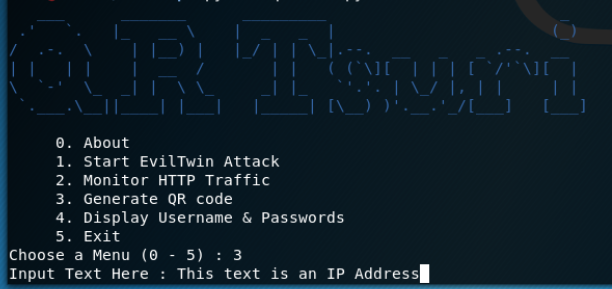 QRTsuri
0. About
1. Start EvilTwin Attack
2. Monitor HTTP Traffic
3. Generate QR code
4. Display Username & Passwords
5. Exit
Choose a Menu (0 - 5) : 3
Input Text Here : This text is an IP Address